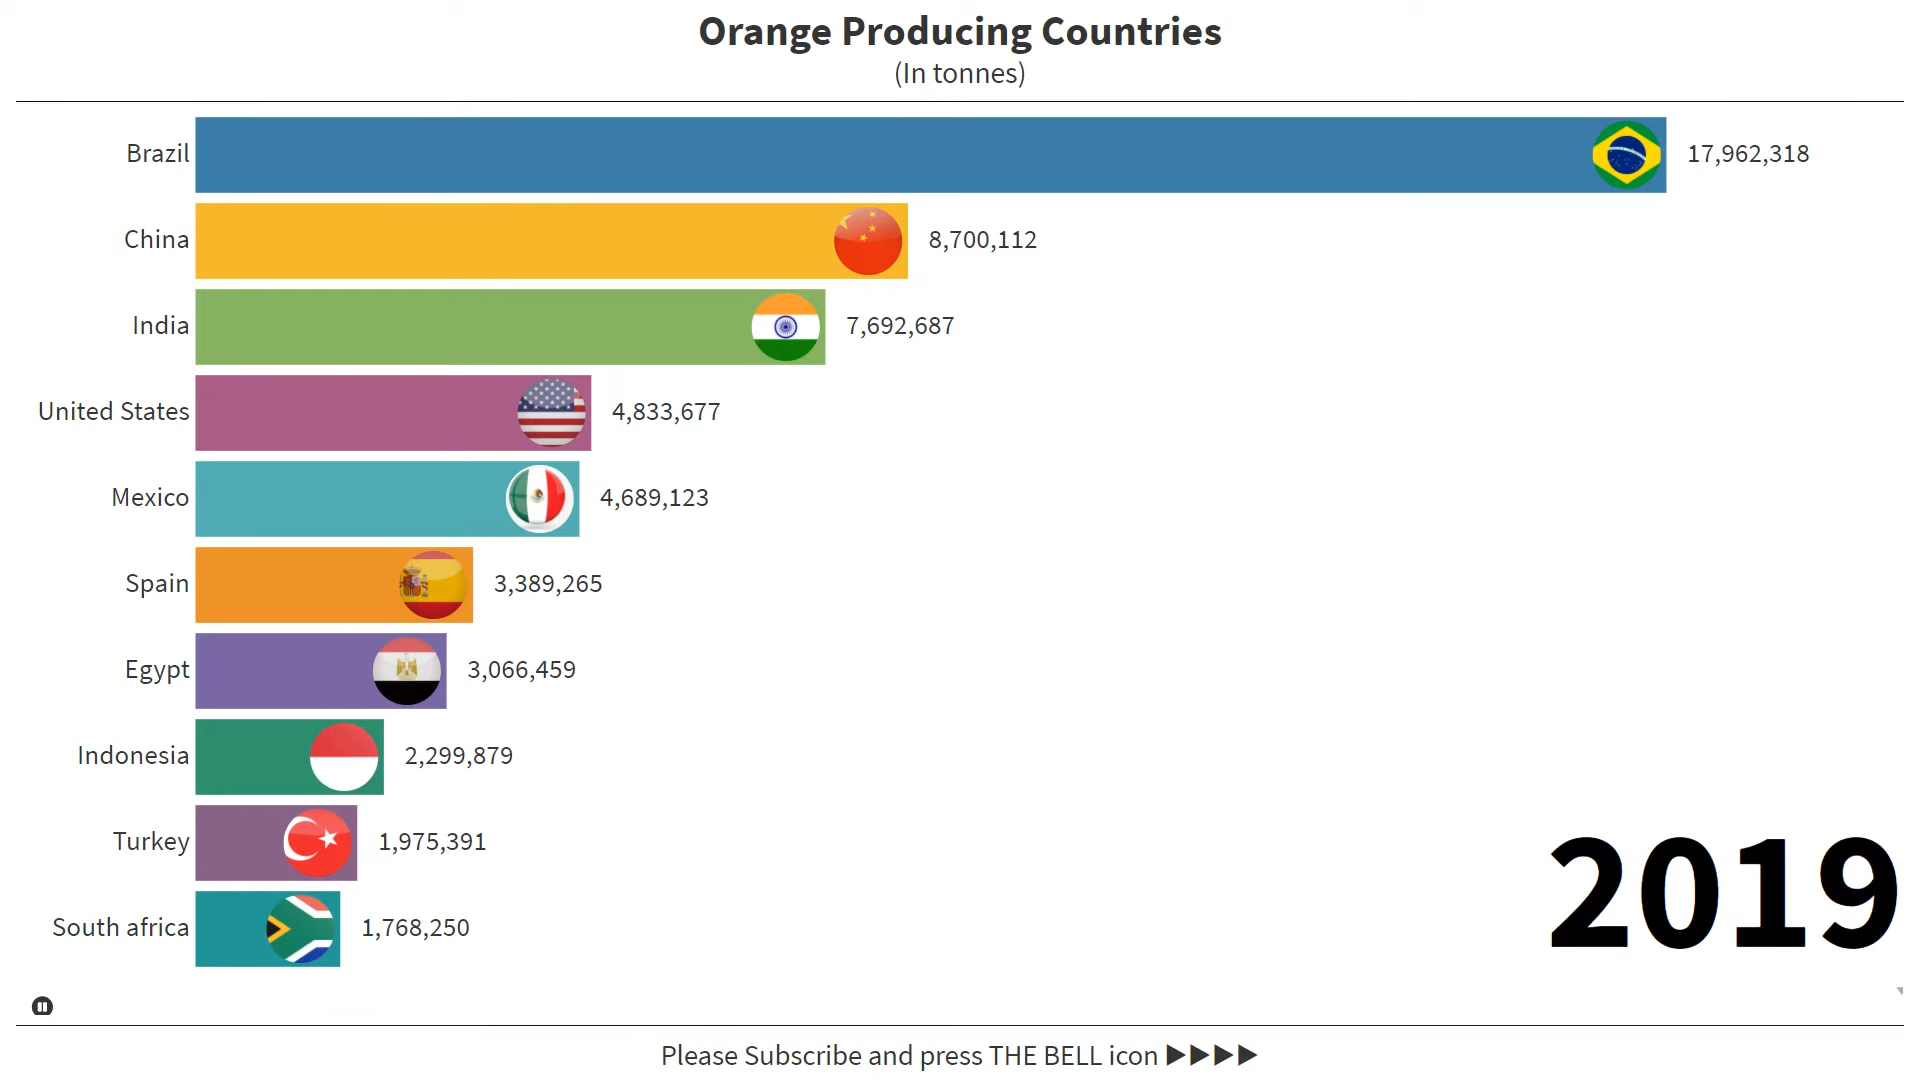 Orange Producing Countries
(In tonnes)
Brazil 17,962,318
China 8,700,112
India 7,692,687
United States 4,833,677
Mexico 4,689,123
Spain 3,389,265
Egypt 3,066,459
Indonesia 2,299,879
Turkey 1,975,391
South africa 1,768,250
2019
Please Subscribe and press THE BELL icon ▶▶▶▶